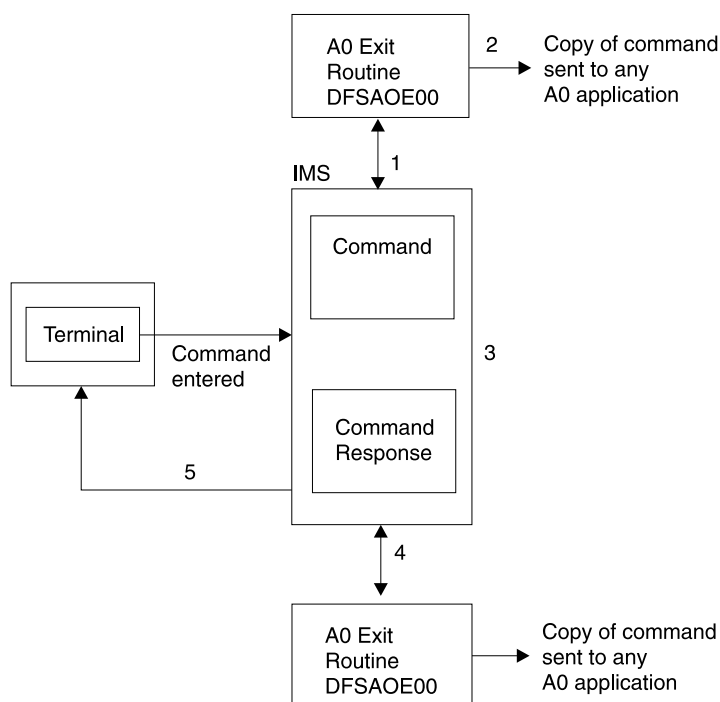 A0 Exit
Routine
DFSAOE00
2
Copy of command
sent to any
A0 application
1
IMS
Command
Terminal
Command
entered
3
Command
Response
5
4
A0 Exit
Routine
DFSAOE00
Copy of command
sent to any
A0 application